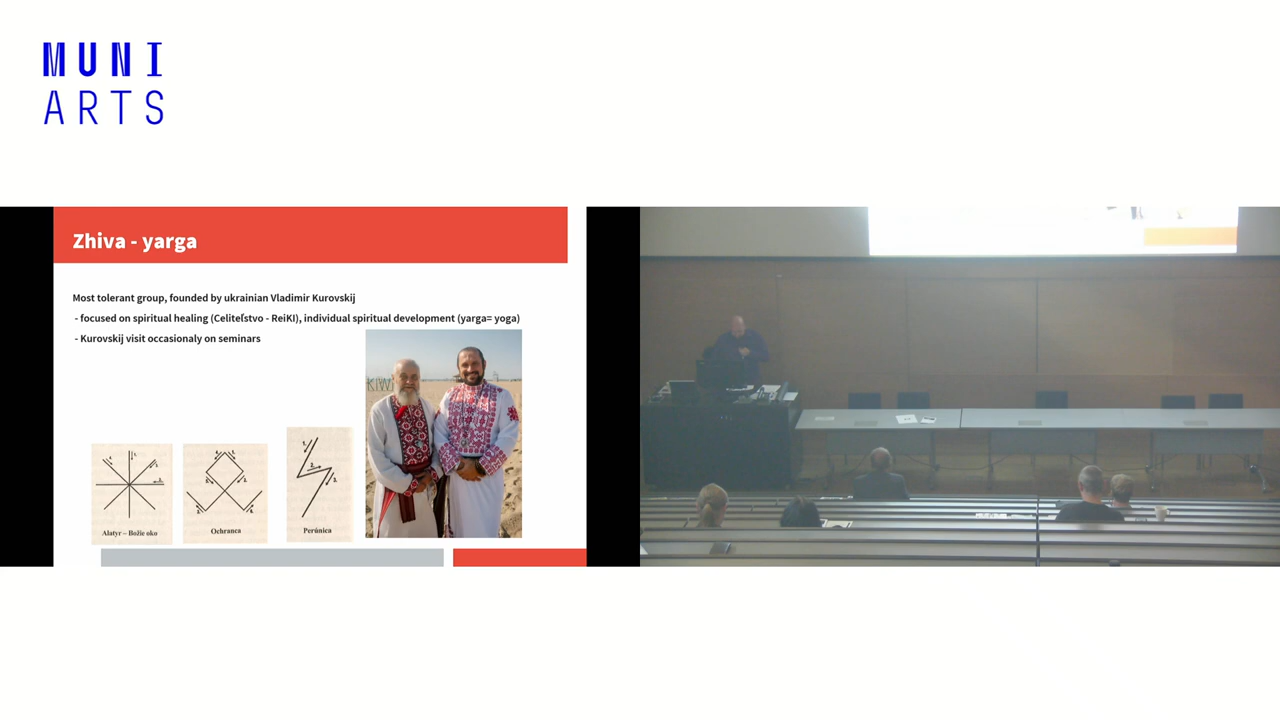 MUNI
ARTS
Zhiva - yarga
Most tolerant group, founded by ukrainian Vladimir Kurovskij
- focused on spiritual healing (Celiteľstvo - ReiKI), individual spiritual development (yarga= yoga)
- Kurovskij visit occasionaly on seminars
KIWI
Alatyr – Božie oko
Ochranca
Perúnica